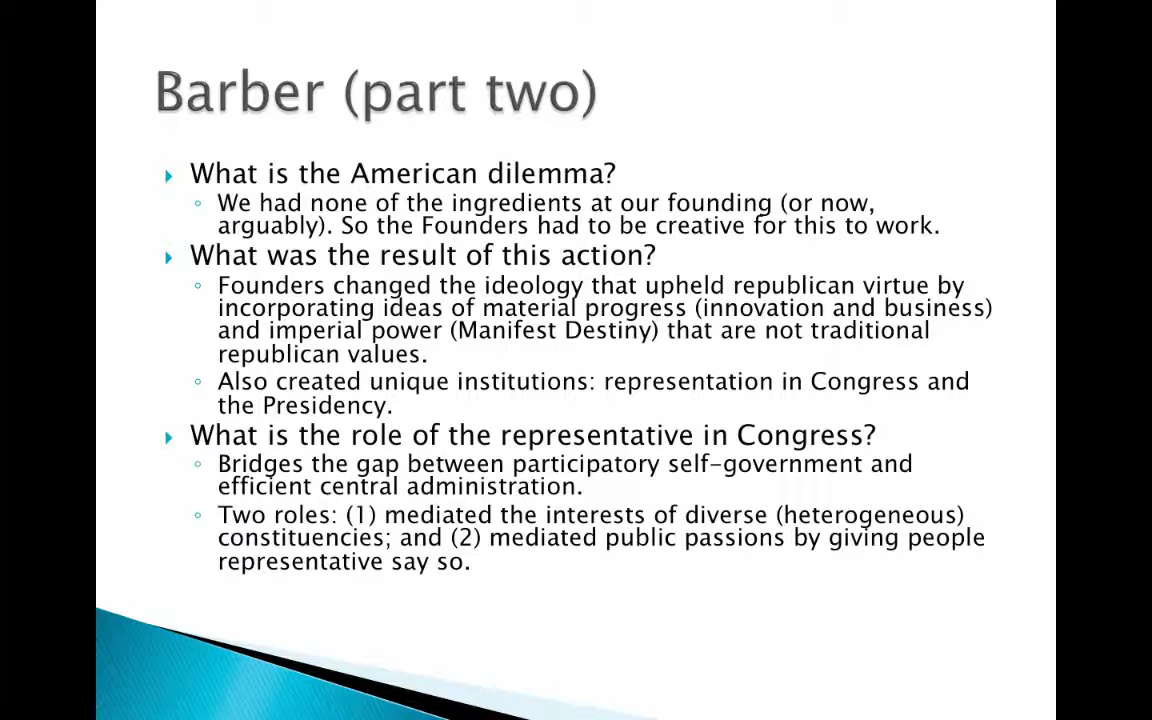 Barber (part two)
What is the American dilemma?
We had none of the ingredients at our founding (or now,
arguably). So the Founders had to be creative for this to work.
What was the result of this action?
Founders changed the ideology that upheld republican virtue by
incorporating ideas of material progress (innovation and business)
and imperial power (Manifest Destiny) that are not traditional
republican values.
Also created unique institutions: representation in Congress and
the Presidency.
What is the role of the representative in Congress?
Bridges the gap between participatory self-government and
efficient central administration.
Two roles: (1) mediated the interests of diverse (heterogeneous)
constituencies; and (2) mediated public passions by giving people
representative say so.